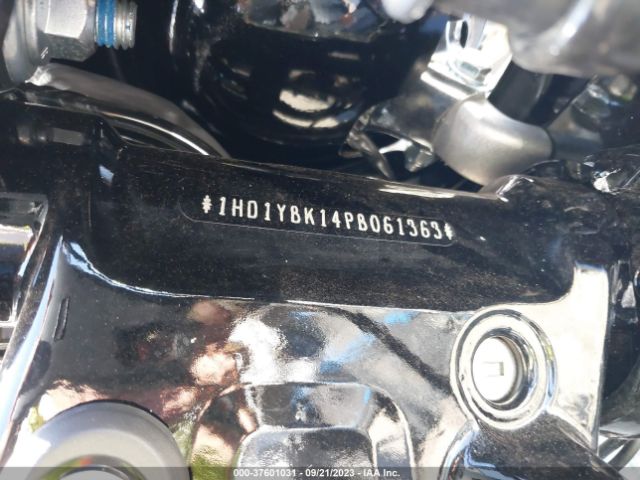 *1HD1YBK14PB061363*
000-37601031 - 09/21/2023 - IAA Inc.